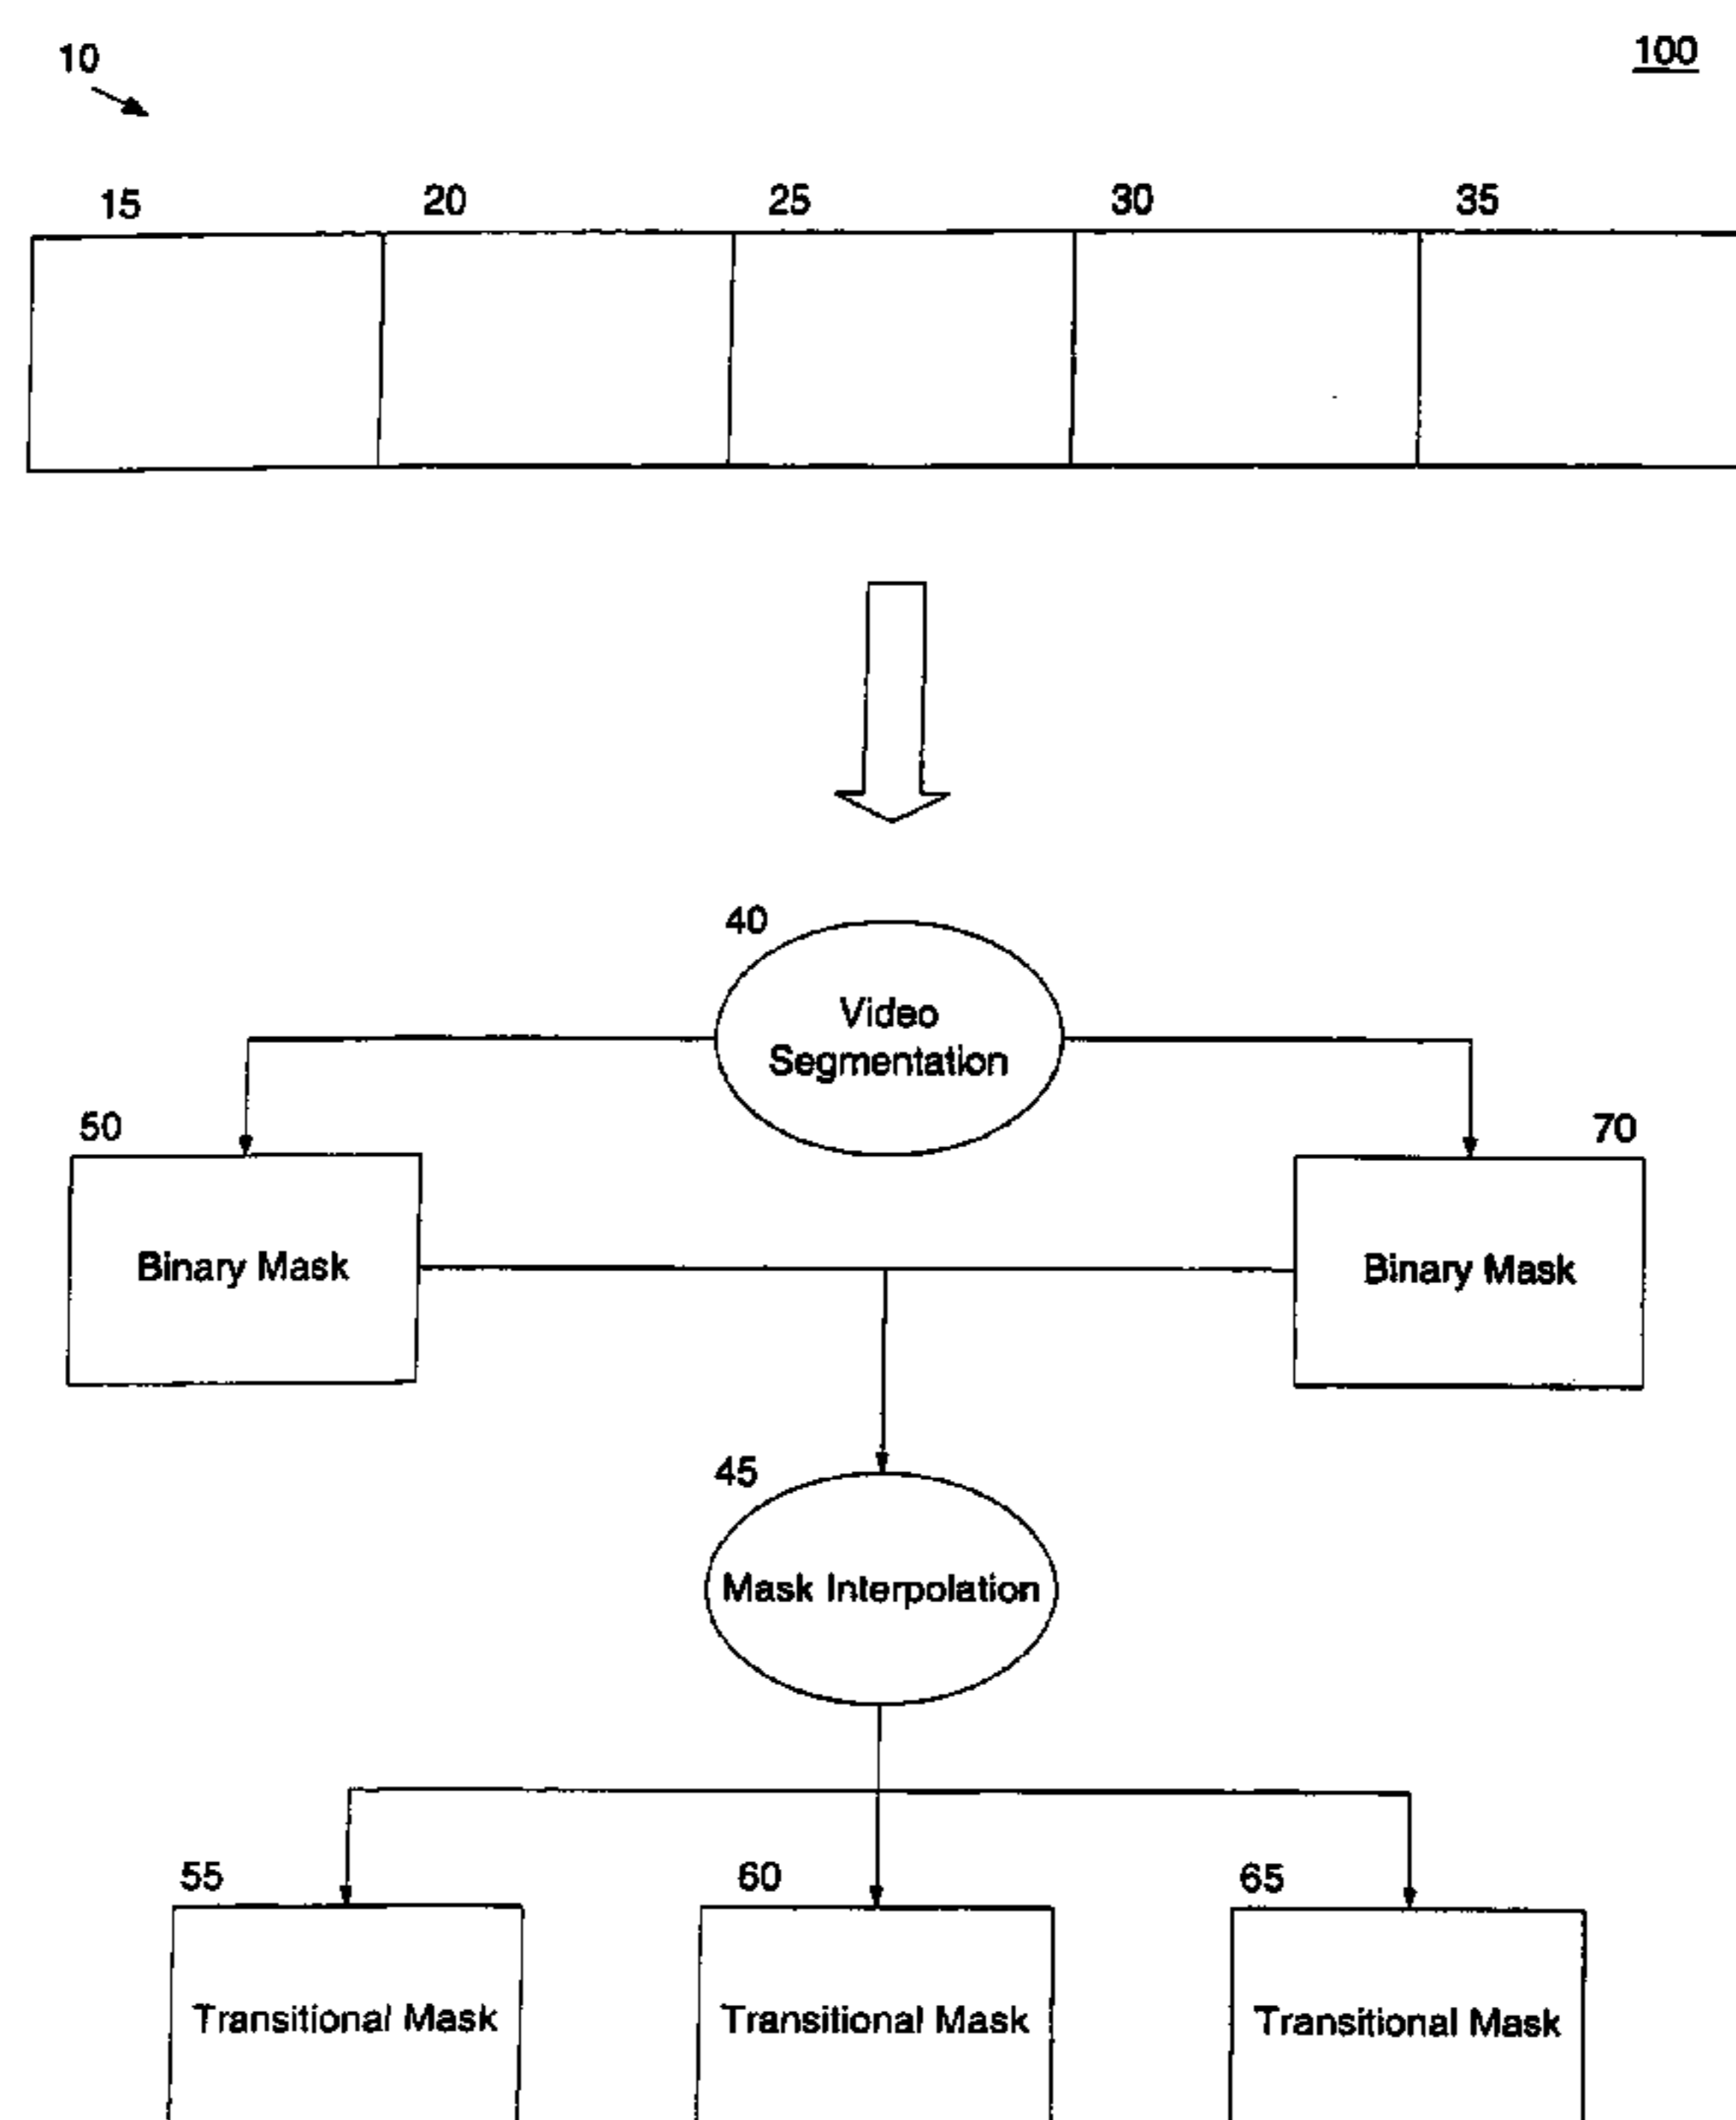 10
100
15
20
25
30
35
40
Video
Segmentation
50
70
Binary Mask
Binary Mask
45
Mask Interpolation
55
60
65
Transitional Mask
Transitional Mask
Transitional Mask